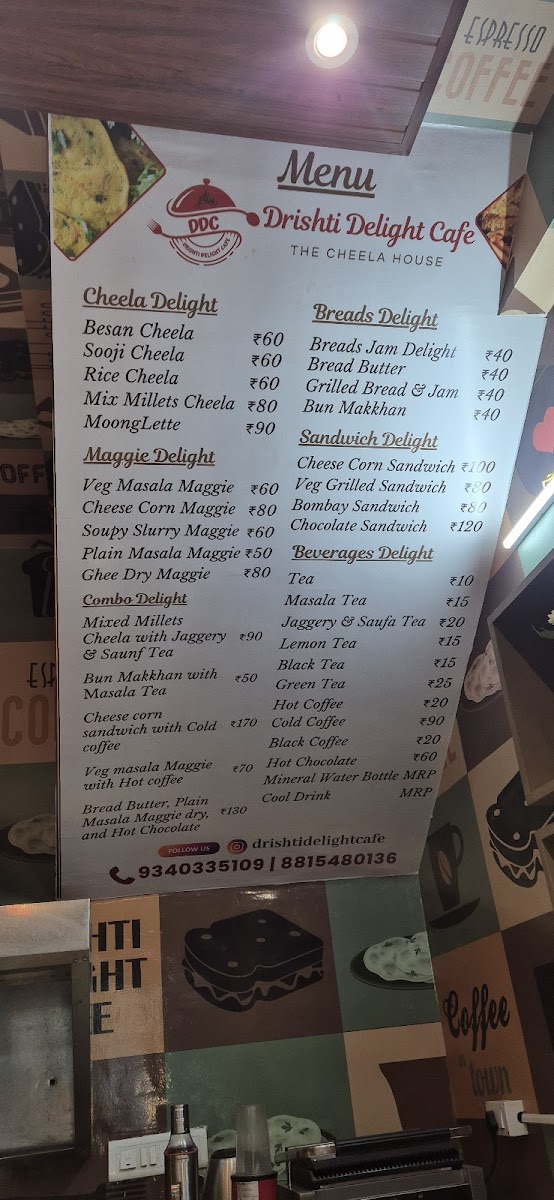 ESPRESSO
COFFEE
Menu
DDC
DRISHTI DELIGHT CAFE
Drishti Delight Cafe
THE CHEELA HOUSE
Cheela Delight
Besan Cheela ₹60
Sooji Cheela ₹60
Rice Cheela ₹60
Mix Millets Cheela ₹80
MoongLette ₹90
Maggie Delight
Veg Masala Maggie ₹60
Cheese Corn Maggie ₹80
Soupy Slurry Maggie ₹60
Plain Masala Maggie ₹50
Ghee Dry Maggie ₹80
Combo Delight
Mixed Millets
Cheela with Jaggery ₹90
& Saunf Tea
Bun Makkhan with ₹50
Masala Tea
Cheese corn
sandwich with Cold ₹170
coffee
Veg masala Maggie ₹70
with Hot coffee
Bread Butter, Plain
Masala Maggie dry, ₹130
and Hot Chocolate
Breads Delight
Breads Jam Delight ₹40
Bread Butter ₹40
Grilled Bread & Jam ₹40
Bun Makkhan ₹40
Sandwich Delight
Cheese Corn Sandwich ₹100
Veg Grilled Sandwich ₹80
Bombay Sandwich ₹80
Chocolate Sandwich ₹120
Beverages Delight
Tea ₹10
Masala Tea ₹15
Jaggery & Saufa Tea ₹20
Lemon Tea ₹15
Black Tea ₹15
Green Tea ₹25
Hot Coffee ₹20
Cold Coffee ₹90
Black Coffee ₹20
Hot Chocolate ₹60
Mineral Water Bottle MRP
Cool Drink MRP
FOLLOW US drishtidelightcafe
9340335109 | 8815480136
HTI
GHT
E
Coffee
in
town